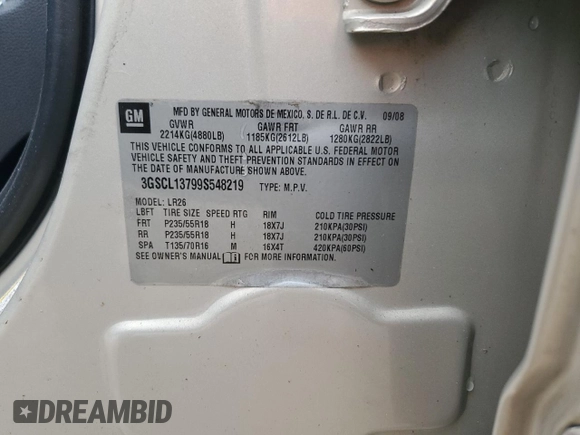 GM
MFD BY GENERAL MOTORS DE MEXICO, S. DE R.L. DE C.V. 09/08
GVWR GAWR FRT GAWR RR
2214KG(4880LB) 1185KG(2612LB) 1280KG(2822LB)
THIS VEHICLE CONFORMS TO ALL APPLICABLE U.S. FEDERAL MOTOR
VEHICLE SAFETY AND THEFT PREVENTION STANDARDS IN EFFECT ON
THE DATE OF MANUFACTURE SHOWN ABOVE.
3GSCL13799S548219 TYPE: M.P.V.
MODEL: LR26
LBFT TIRE SIZE SPEED RTG RIM COLD TIRE PRESSURE
FRT P235/55R18 H 18X7J 210KPA(30PSI)
RR P235/55R18 H 18X7J 210KPA(30PSI)
SPA T135/70R16 M 16X4T 420KPA(60PSI)
SEE OWNER'S MANUAL FOR MORE INFORMATION.
DREAMBID